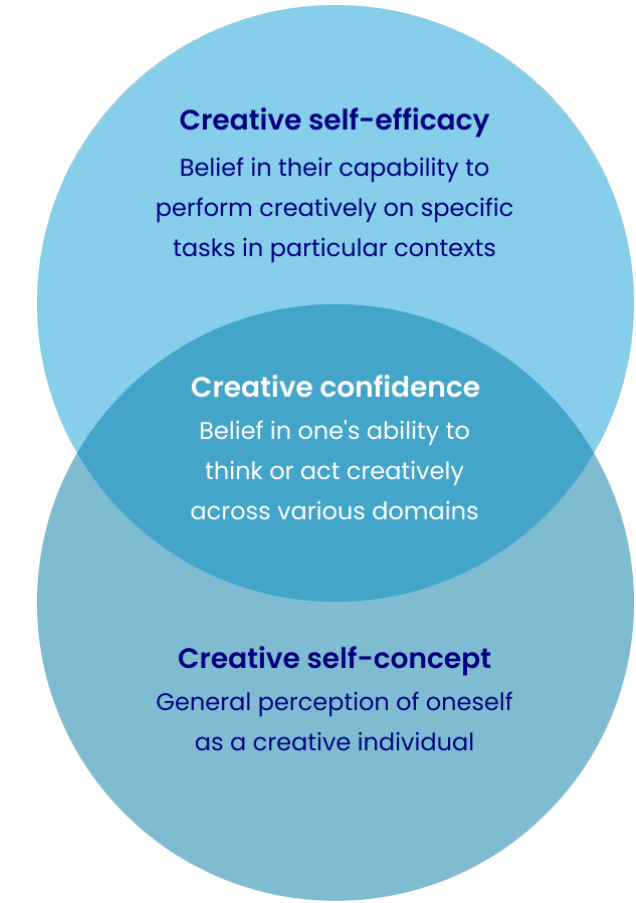 Creative self-efficacy
Belief in their capability to
perform creatively on specific
tasks in particular contexts
Creative confidence
Belief in one's ability to
think or act creatively
across various domains
Creative self-concept
General perception of oneself
as a creative individual